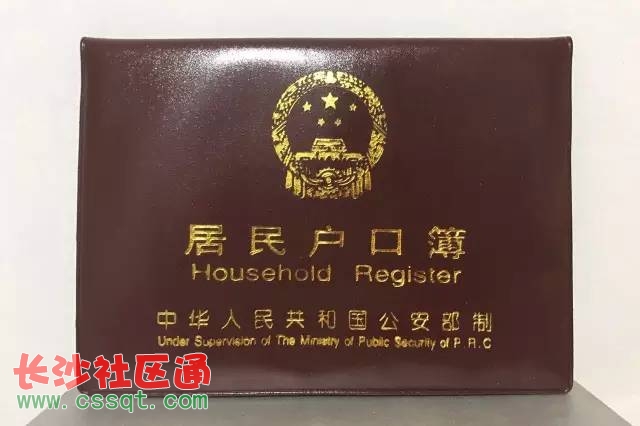 居民户口簿
Household Register
中华人民共和国公安部制
Under Supervision of The Ministry of Public Security of P.R.C
长沙社区通
www.cssqt.com